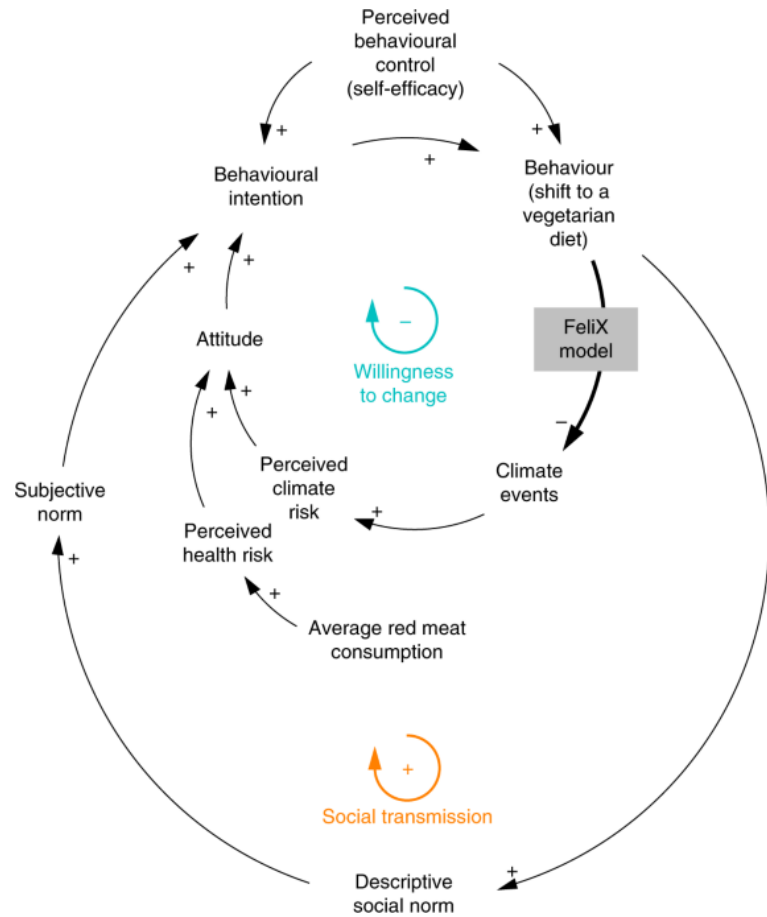 Perceived
behavioural
control
(self-efficacy)
+
+
+
Behavioural
intention
Behaviour
(shift to a
vegetarian
diet)
+
+
FeliX
model
–
Attitude
Willingness
to change
+
+
–
Perceived
climate
risk
Climate
events
Subjective
norm
+
Perceived
health risk
+
+
Average red meat
consumption
+
Social transmission
+
Descriptive
social norm